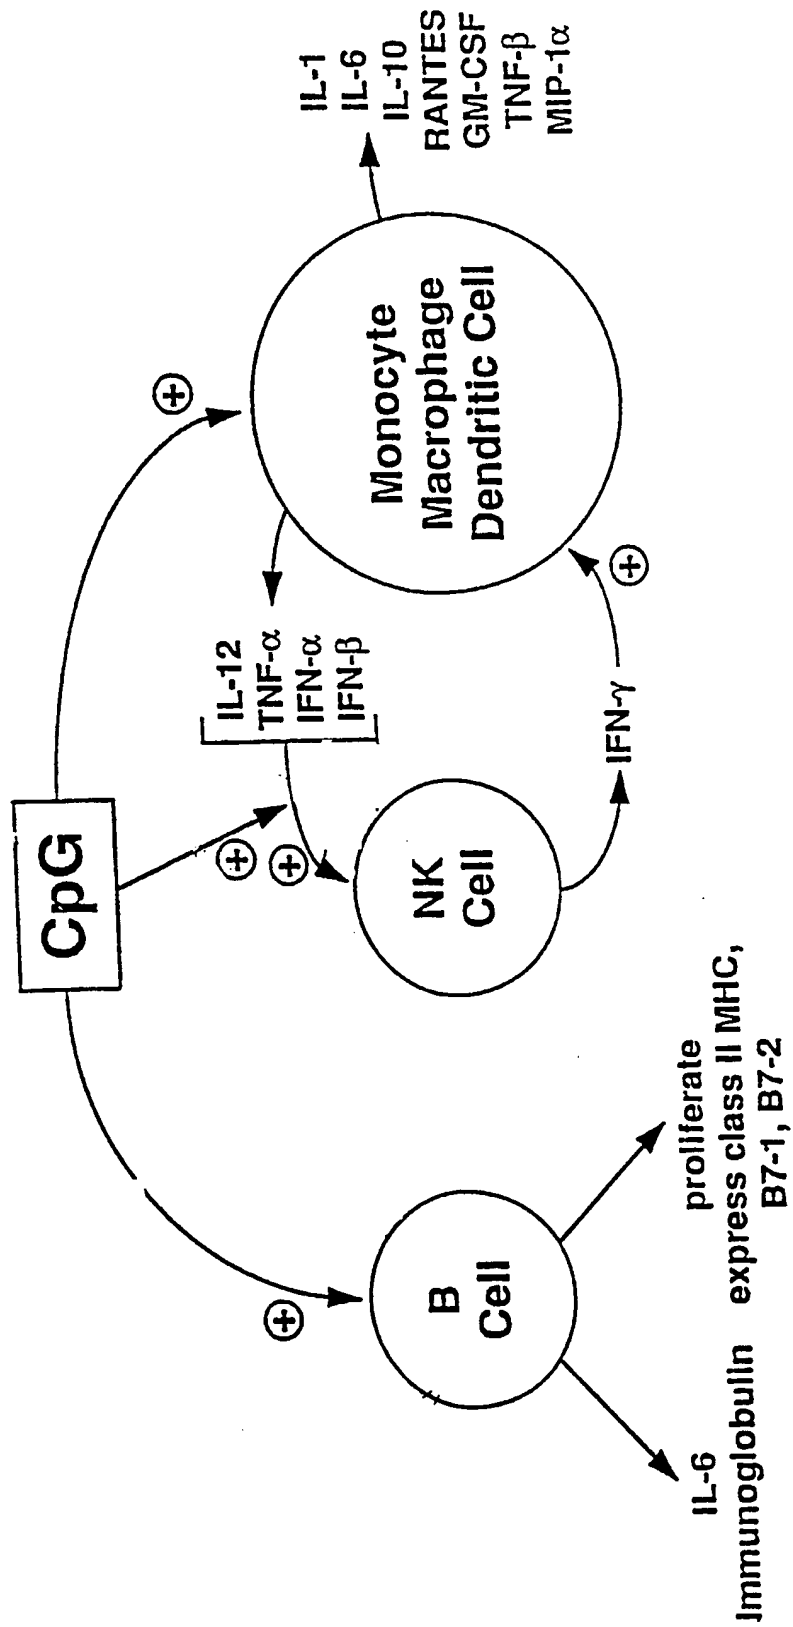 CpG
+
+
+
+
IL-12
TNF-α
IFN-α
IFN-β
IL-1
IL-6
IL-10
RANTES
GM-CSF
TNF-β
MIP-1α
B
Cell
NK
Cell
Monocyte
Macrophage
Dendritic Cell
IFN-γ
+
IL-6
Immunoglobulin
proliferate
express class II MHC,
B7-1, B7-2